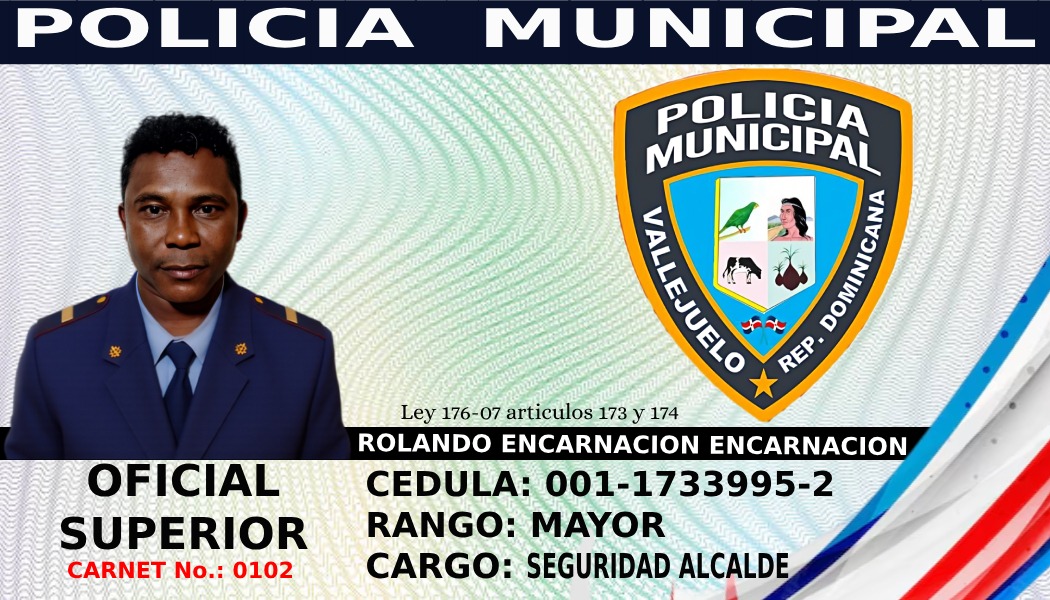 POLICIA MUNICIPAL
POLICIA
MUNICIPAL
VALLEJUELO
REP. DOMINICANA
Ley 176-07 articulos 173 y 174
ROLANDO ENCARNACION ENCARNACION
OFICIAL
SUPERIOR
CARNET No.: 0102
CEDULA: 001-1733995-2
RANGO: MAYOR
CARGO: SEGURIDAD ALCALDE